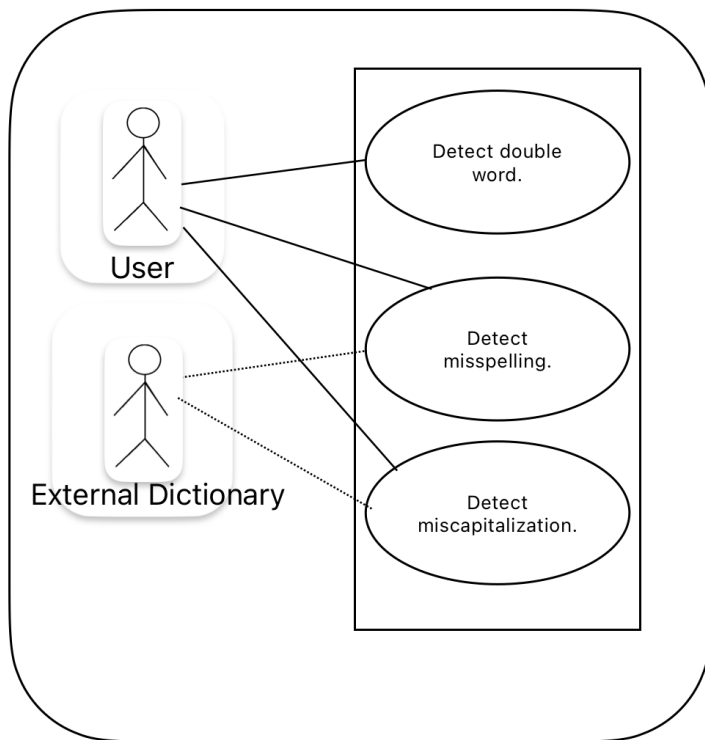 Detect double
word.
User
Detect
misspelling.
External Dictionary
Detect
miscapitalization.